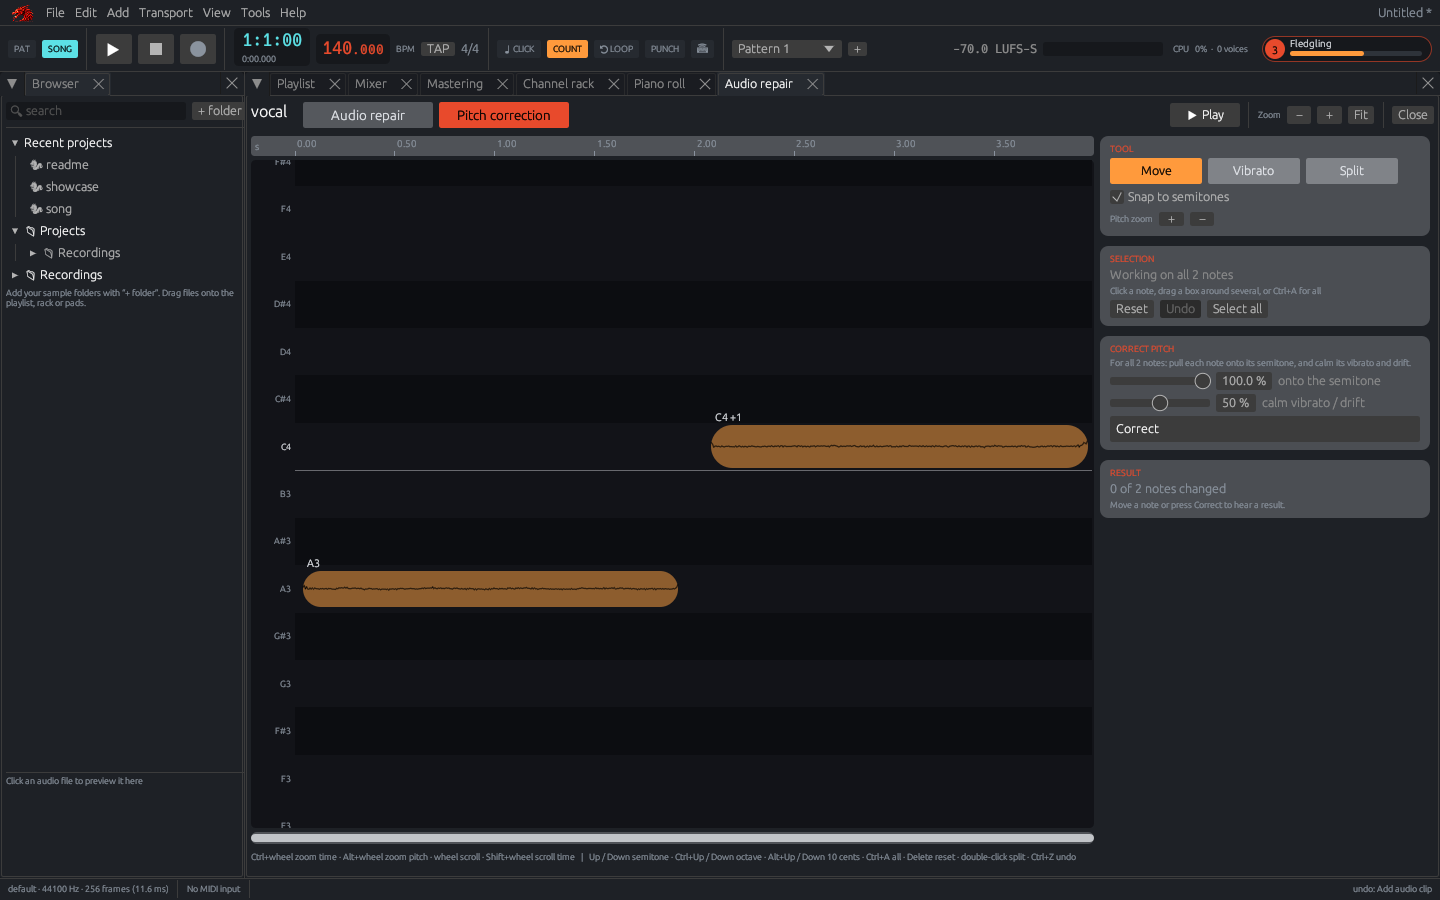 File Edit Add Transport View Tools Help
Untitled *
PAT SONG
1:1:00
0:00.000
140.000 BPM TAP 4/4
CLICK COUNT LOOP PUNCH
Pattern 1 +
-70.0 LUFS-S
CPU 0% · 0 voices
3 Fledgling
Browser
Playlist Mixer Mastering Channel rack Piano roll Audio repair
search + folder
Recent projects
readme
showcase
song
Projects
Recordings
Recordings
Add your sample folders with "+ folder". Drag files onto the
playlist, rack or pads.
Click an audio file to preview it here
vocal Audio repair Pitch correction
Play Zoom − + Fit Close
s 0.00 0.50 1.00 1.50 2.00 2.50 3.00 3.50
F#4
F4
E4
D#4
D4
C#4
C4 +1
C4
B3
A#3
A3
A3
G#3
G3
F#3
F3
E3
TOOL
Move Vibrato Split
Snap to semitones
Pitch zoom + −
SELECTION
Working on all 2 notes
Click a note, drag a box around several, or Ctrl+A for all
Reset Undo Select all
CORRECT PITCH
For all 2 notes: pull each note onto its semitone, and calm its vibrato and drift.
100.0 % onto the semitone
50 % calm vibrato / drift
Correct
RESULT
0 of 2 notes changed
Move a note or press Correct to hear a result.
Ctrl+wheel zoom time · Alt+wheel zoom pitch · wheel scroll · Shift+wheel scroll time | Up / Down semitone · Ctrl+Up / Down octave · Alt+Up / Down 10 cents · Ctrl+A all · Delete reset · double-click split · Ctrl+Z undo
default · 44100 Hz · 256 frames (11.6 ms) No MIDI input
undo: Add audio clip